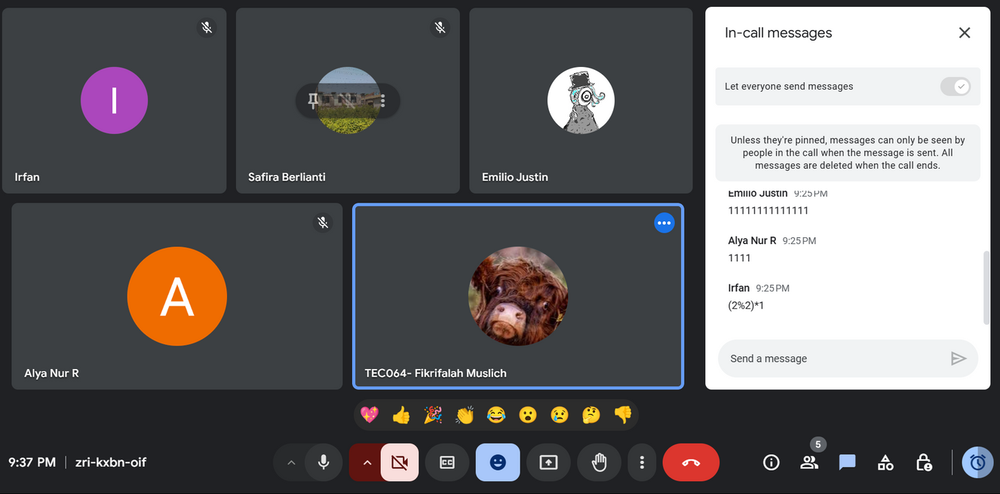 I
Irfan
Safira Berlianti
Emilio Justin
A
Alya Nur R
TEC064- Fikrifalah Muslich
In-call messages
Let everyone send messages
Unless they're pinned, messages can only be seen by
people in the call when the message is sent. All
messages are deleted when the call ends.
Emilio Justin 9:25 PM
11111111111111
Alya Nur R 9:25 PM
1111
Irfan 9:25 PM
(2%2)*1
Send a message
9:37 PM | zri-kxbn-oif
CC
5